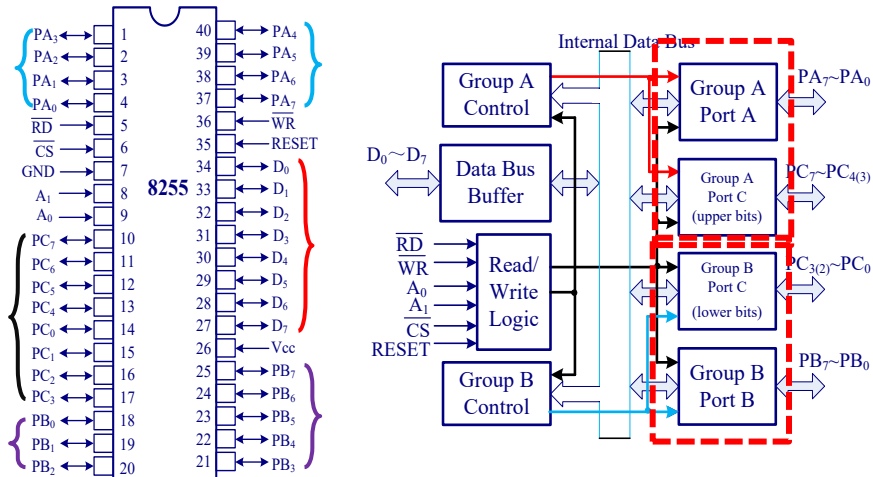 PA₃ 1 40 PA₄
PA₂ 2 39 PA₅
PA₁ 3 38 PA₆
PA₀ 4 37 PA₇
R̅D̅ 5 36 W̅R̅
C̅S̅ 6 35 RESET
GND 7 34 D₀
A₁ 8 33 D₁
A₀ 9 32 D₂
PC₇ 10 31 D₃
PC₆ 11 30 D₄
PC₅ 12 29 D₅
PC₄ 13 28 D₆
PC₀ 14 27 D₇
PC₁ 15 26 Vcc
PC₂ 16 25 PB₇
PC₃ 17 24 PB₆
PB₀ 18 23 PB₅
PB₁ 19 22 PB₄
PB₂ 20 21 PB₃
8255
Internal Data Bus
Group A
Control
Group A
Port A
PA₇~PA₀
D₀~D₇
Data Bus
Buffer
Group A
Port C
(upper bits)
PC₇~PC₄₍₃₎
R̅D̅
W̅R̅
A₀
A₁
C̅S̅
RESET
Read/
Write
Logic
Group B
Port C
(lower bits)
PC₃₍₂₎~PC₀
Group B
Control
Group B
Port B
PB₇~PB₀